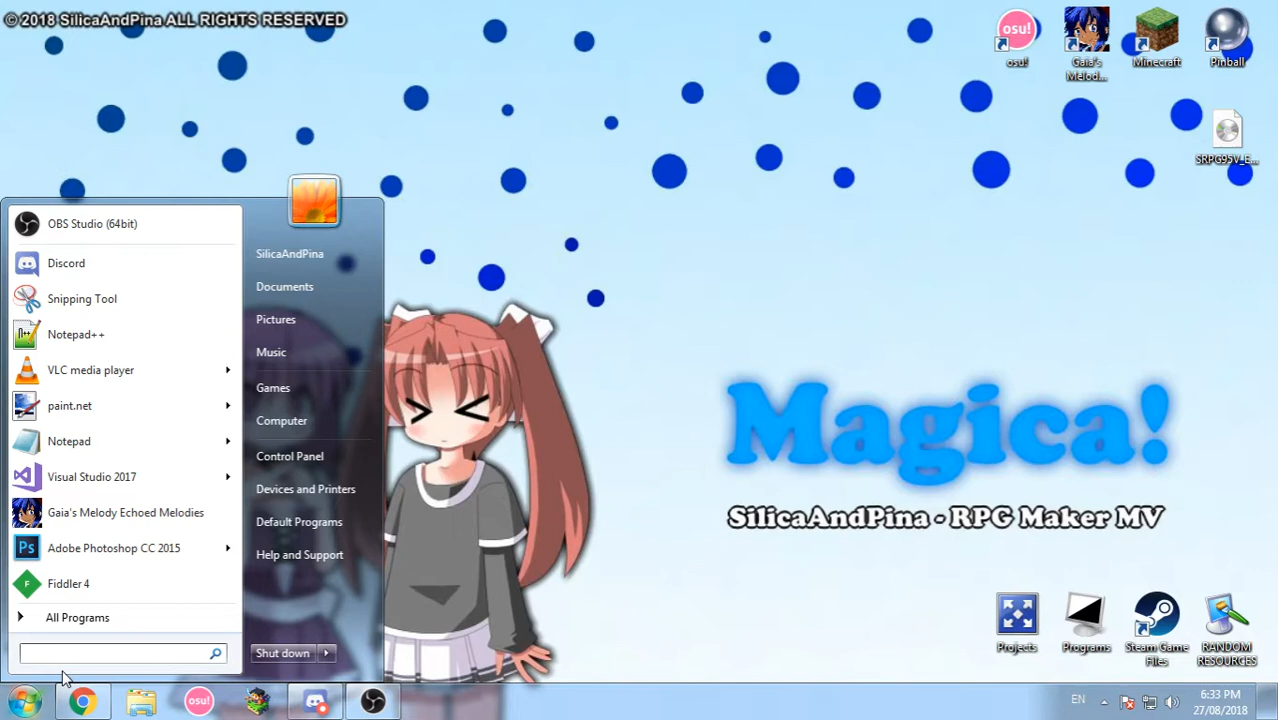 © 2018 SilicaAndPina ALL RIGHTS RESERVED
osu!
osu!
Gaia's Melod...
Minecraft
Pinball
SRPG95V_E...
OBS Studio (64bit)
Discord
Snipping Tool
Notepad++
VLC media player
paint.net
Notepad
Visual Studio 2017
Gaia's Melody Echoed Melodies
Ps
Adobe Photoshop CC 2015
F
Fiddler 4
All Programs
SilicaAndPina
Documents
Pictures
Music
Games
Computer
Control Panel
Devices and Printers
Default Programs
Help and Support
Shut down
Magica!
SilicaAndPina - RPG Maker MV
Projects
Programs
Steam Game Files
RANDOM RESOURCES
osu!
EN
6:33 PM
27/08/2018